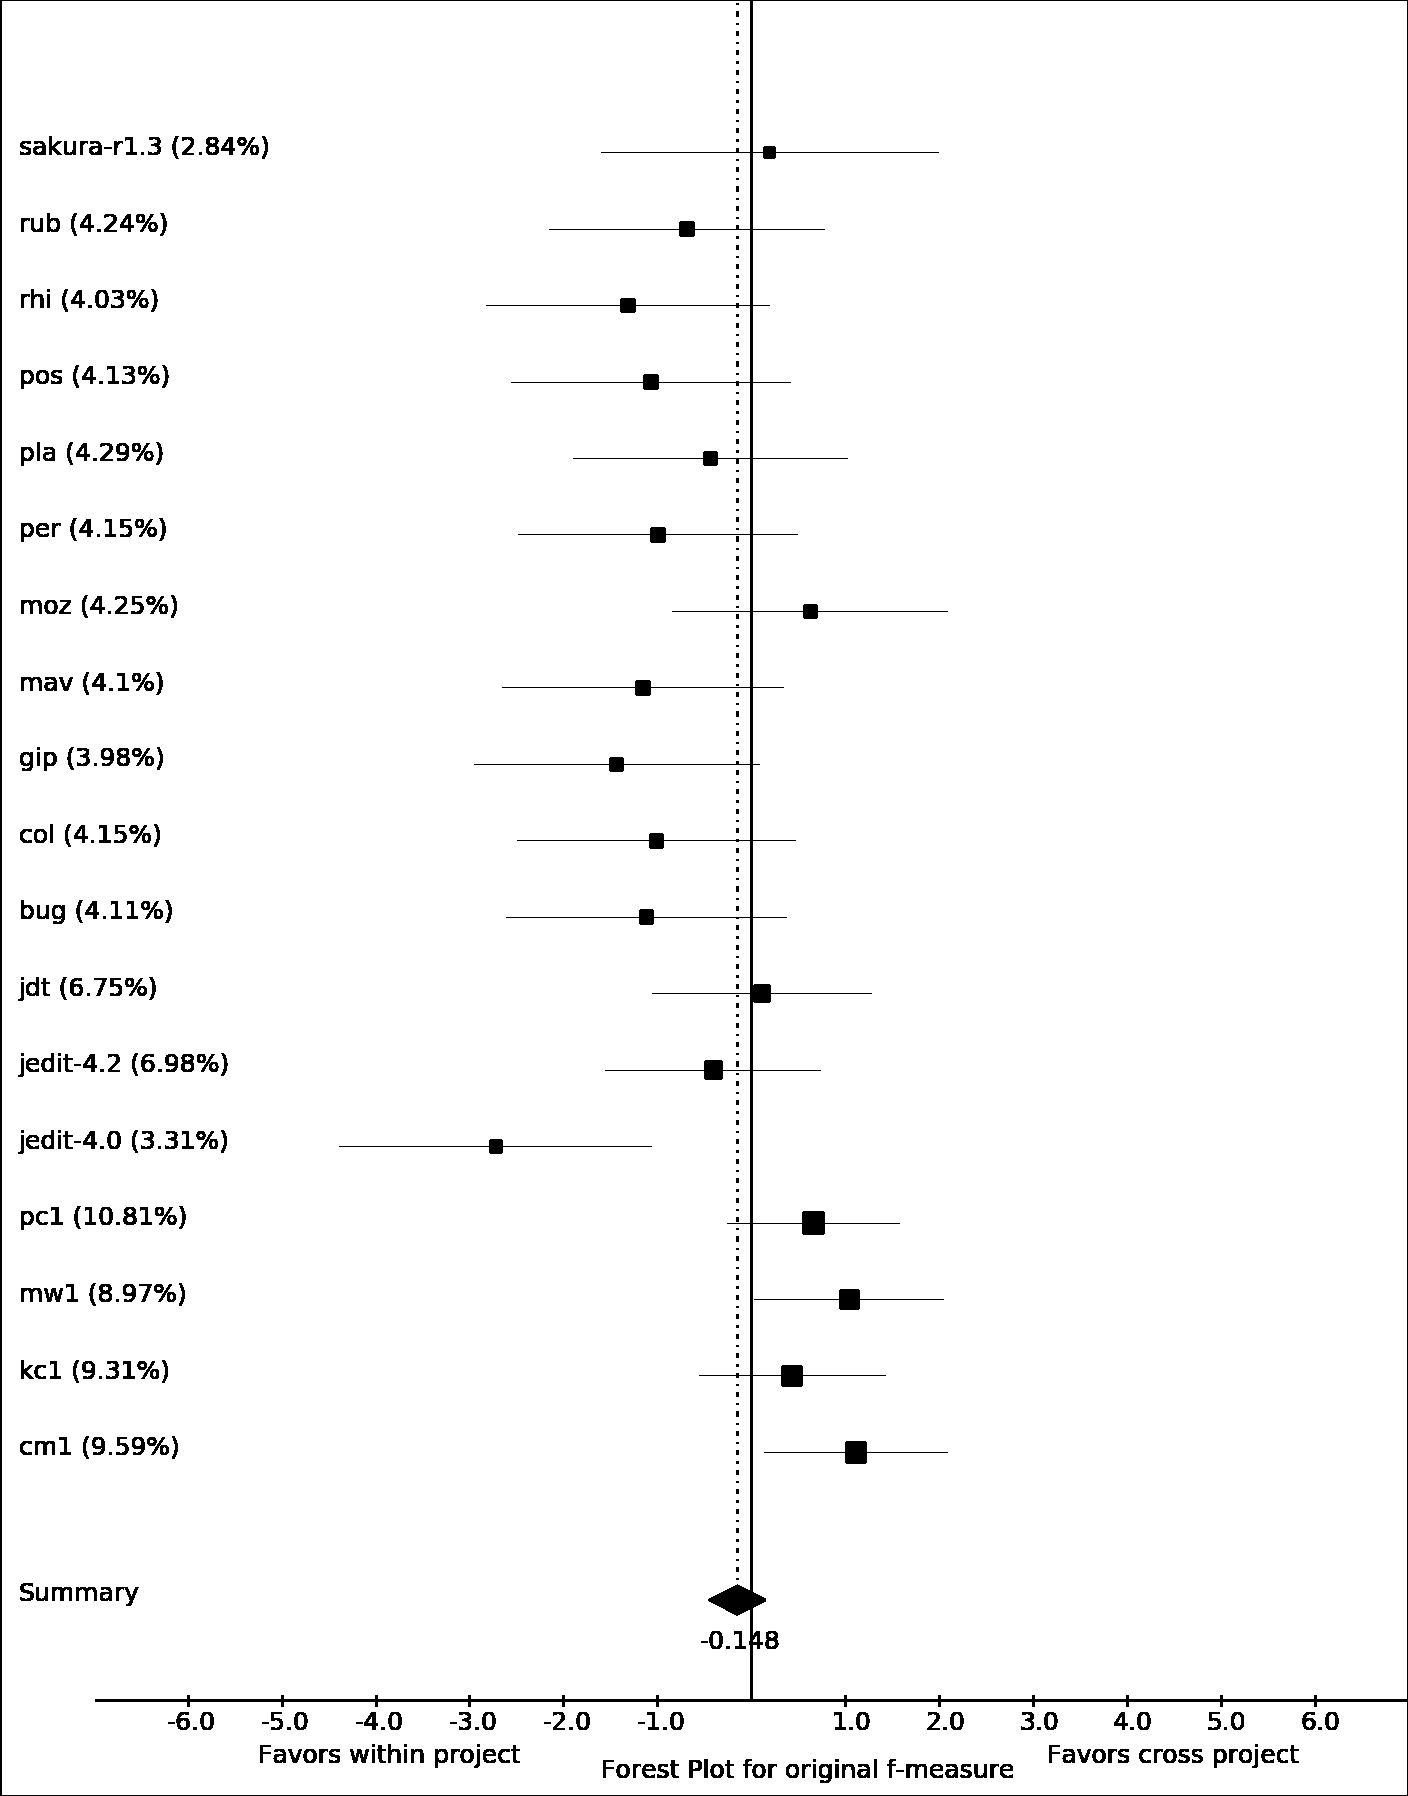 sakura-r1.3 (2.84%)
rub (4.24%)
rhi (4.03%)
pos (4.13%)
pla (4.29%)
per (4.15%)
moz (4.25%)
mav (4.1%)
gip (3.98%)
col (4.15%)
bug (4.11%)
jdt (6.75%)
jedit-4.2 (6.98%)
jedit-4.0 (3.31%)
pc1 (10.81%)
mw1 (8.97%)
kc1 (9.31%)
cm1 (9.59%)
Summary
-0.148
-6.0 -5.0 -4.0 -3.0 -2.0 -1.0 1.0 2.0 3.0 4.0 5.0 6.0
Favors within project Favors cross project
Forest Plot for original f-measure